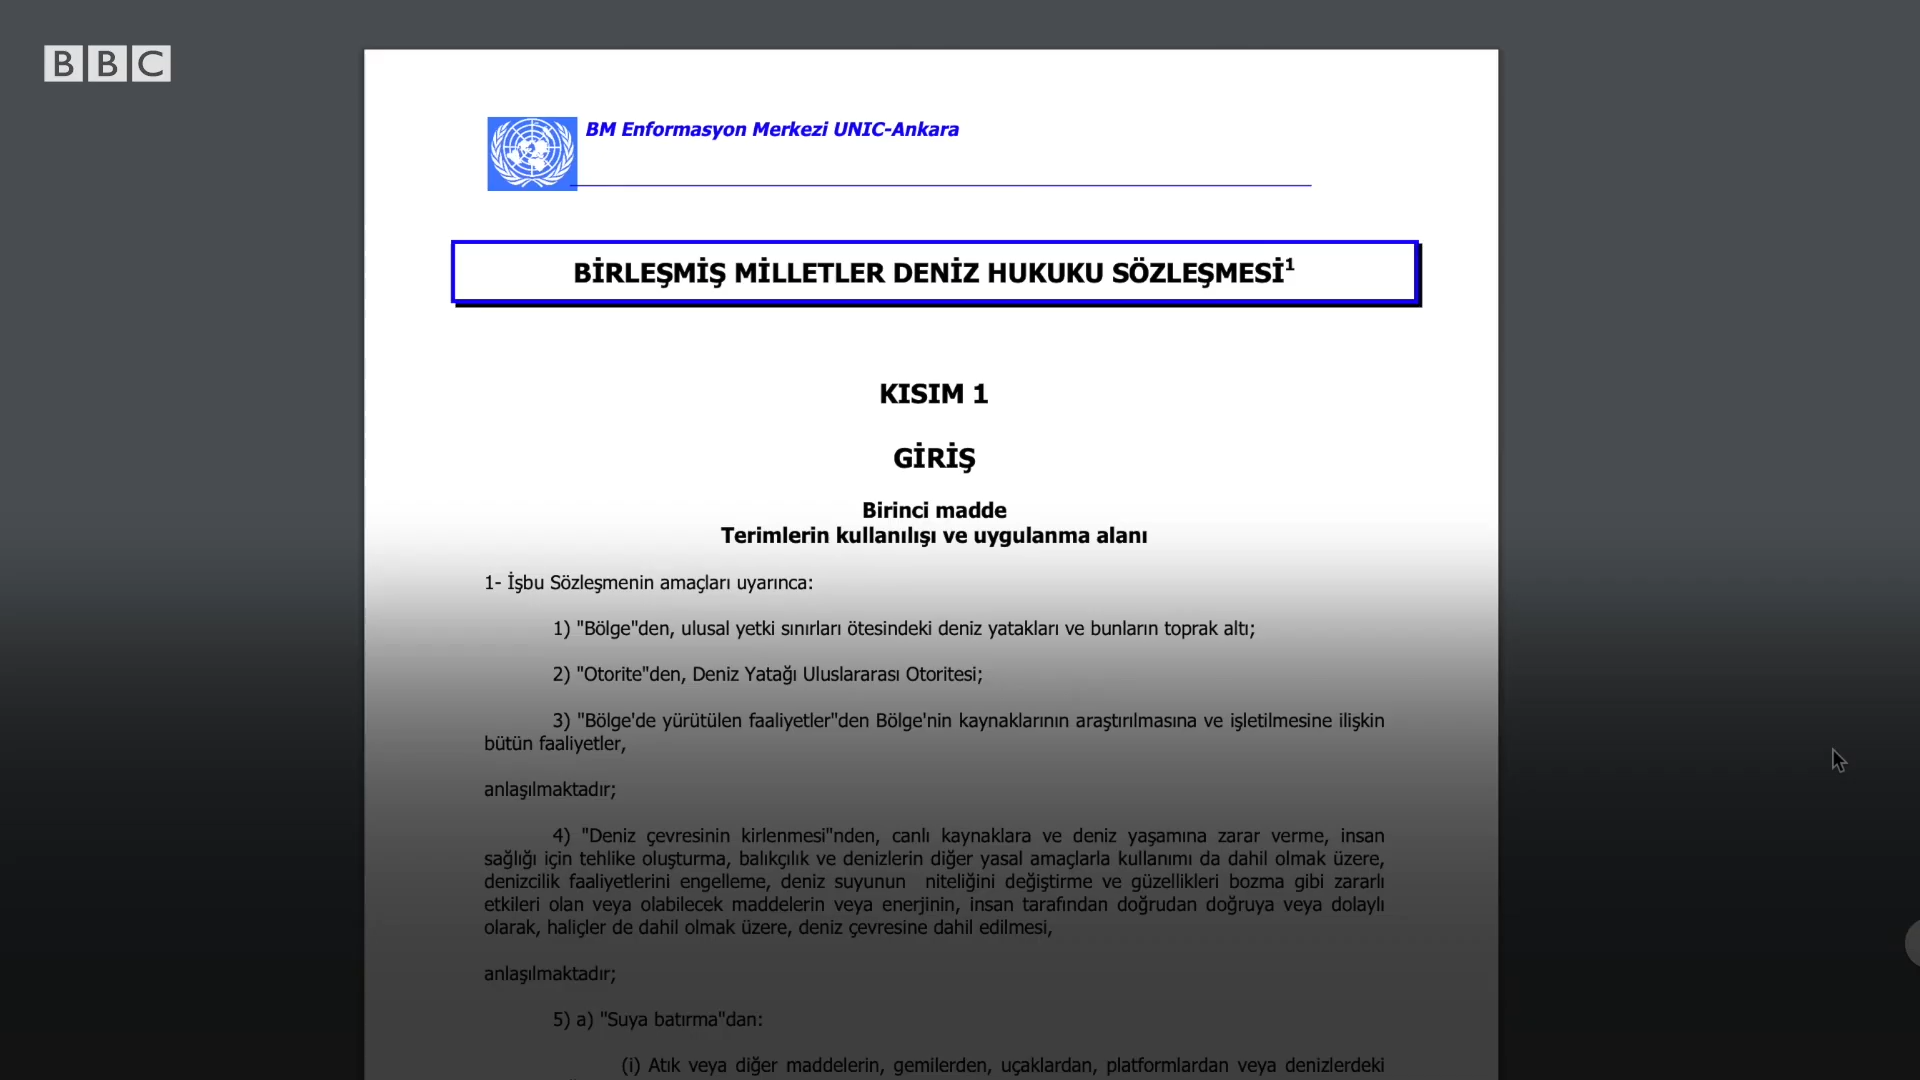 BBC
BM Enformasyon Merkezi UNIC-Ankara
BİRLEŞMİŞ MİLLETLER DENİZ HUKUKU SÖZLEŞMESİ¹
KISIM 1
GİRİŞ
Birinci madde
Terimlerin kullanılışı ve uygulanma alanı
1- İşbu Sözleşmenin amaçları uyarınca:
1) "Bölge"den, ulusal yetki sınırları ötesindeki deniz yatakları ve bunların toprak altı;
2) "Otorite"den, Deniz Yatağı Uluslararası Otoritesi;
3) "Bölge'de yürütülen faaliyetler"den Bölge'nin kaynaklarının araştırılmasına ve işletilmesine ilişkin
bütün faaliyetler,
anlaşılmaktadır;
4) "Deniz çevresinin kirlenmesi"nden, canlı kaynaklara ve deniz yaşamına zarar verme, insan
sağlığı için tehlike oluşturma, balıkçılık ve denizlerin diğer yasal amaçlarla kullanımı da dahil olmak üzere,
denizcilik faaliyetlerini engelleme, deniz suyunun niteliğini değiştirme ve güzellikleri bozma gibi zararlı
etkileri olan veya olabilecek maddelerin veya enerjinin, insan tarafından doğrudan doğruya veya dolaylı
olarak, haliçler de dahil olmak üzere, deniz çevresine dahil edilmesi,
anlaşılmaktadır;
5) a) "Suya batırma"dan:
(i) Atık veya diğer maddelerin, gemilerden, uçaklardan, platformlardan veya denizlerdeki